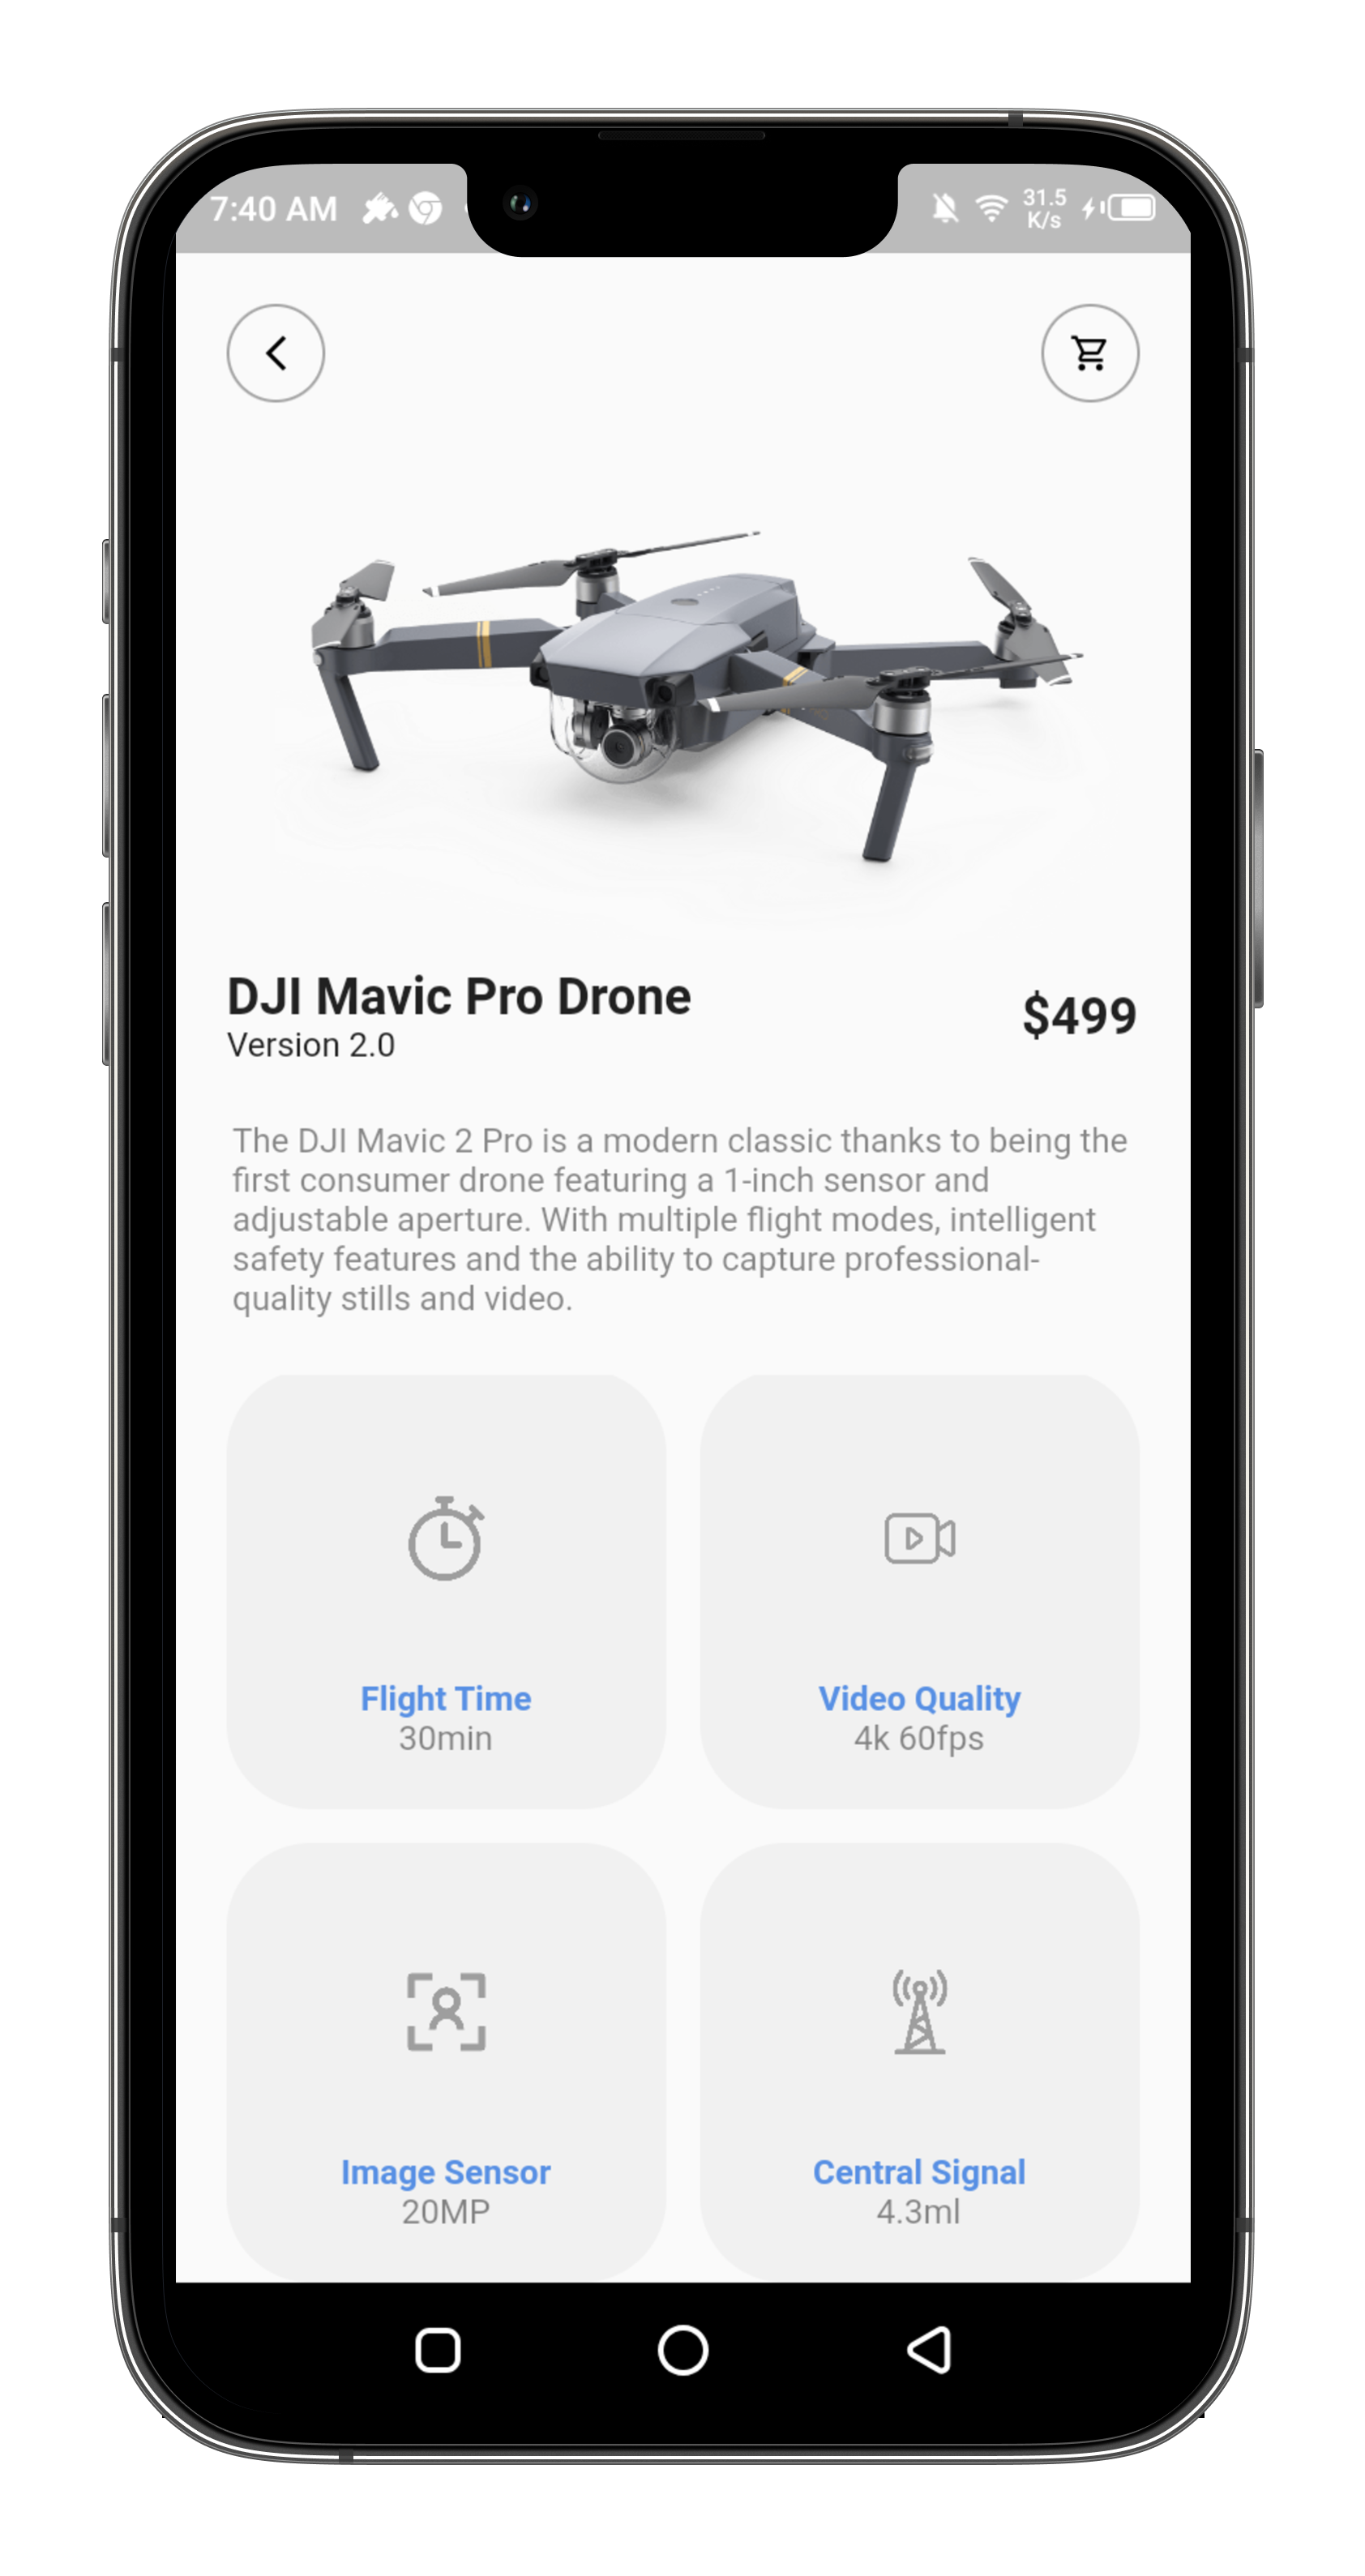 7:40 AM
31.5
K/s
DJI Mavic Pro Drone
Version 2.0
$499
The DJI Mavic 2 Pro is a modern classic thanks to being the
first consumer drone featuring a 1-inch sensor and
adjustable aperture. With multiple flight modes, intelligent
safety features and the ability to capture professional-
quality stills and video.
Flight Time
30min
Video Quality
4k 60fps
Image Sensor
20MP
Central Signal
4.3ml